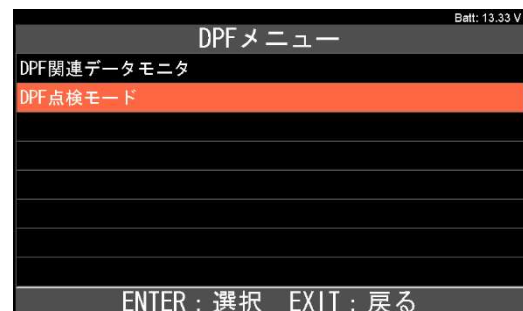 Batt: 13.33 V
DPFメニュー
DPF関連データモニタ
DPF点検モード
ENTER：選択　EXIT：戻る